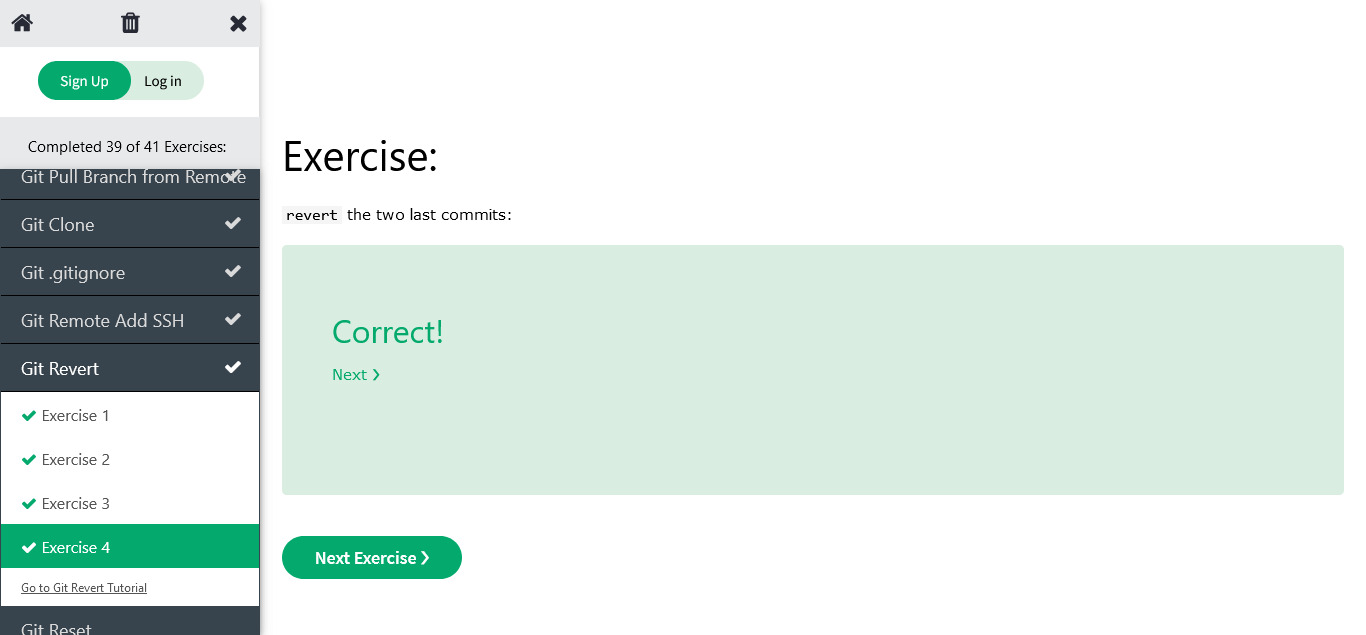 Sign Up
Log in
Completed 39 of 41 Exercises:
Git Pull Branch from Remote
Git Clone
Git .gitignore
Git Remote Add SSH
Git Revert
Exercise 1
Exercise 2
Exercise 3
Exercise 4
Go to Git Revert Tutorial
Git Reset
Exercise:
revert the two last commits:
Correct!
Next ❯
Next Exercise ❯